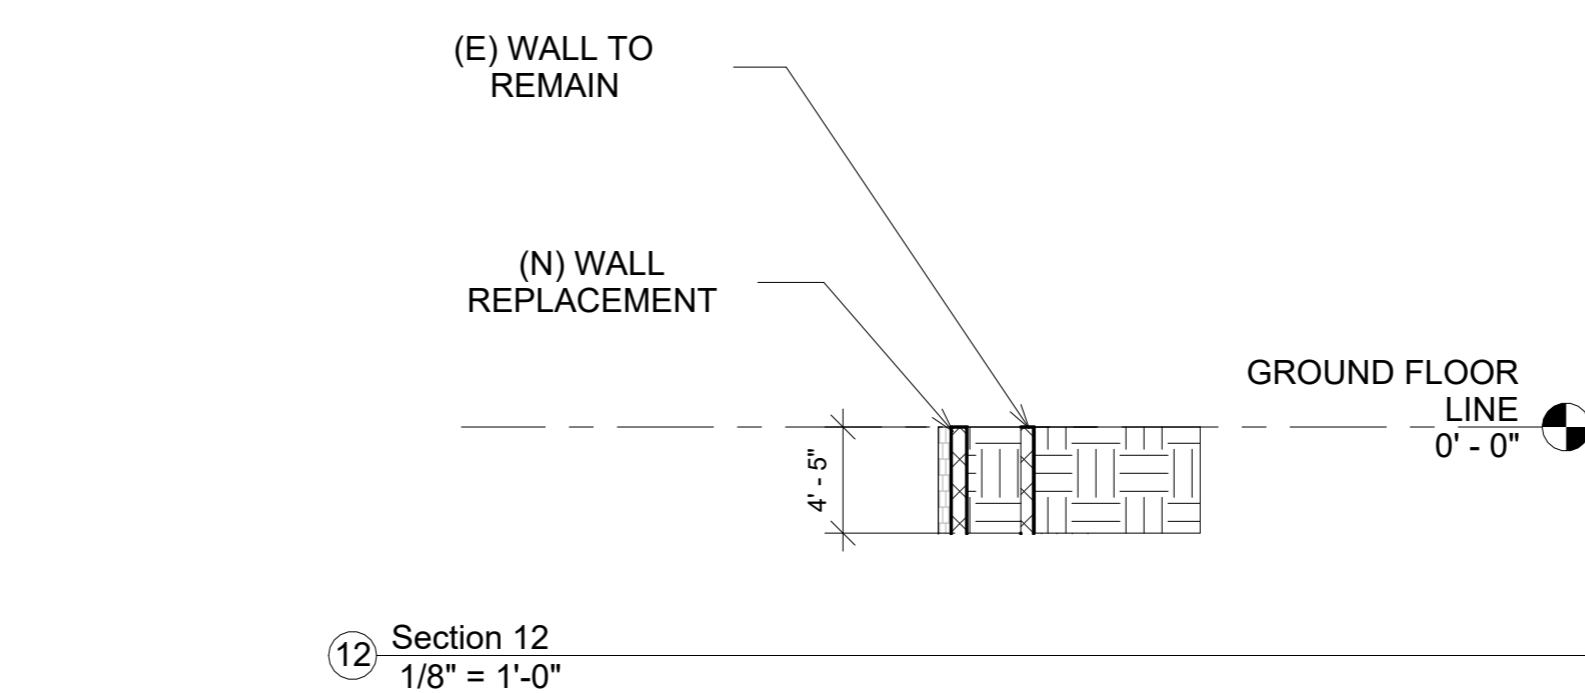 (E) WALL TO
REMAIN
(N) WALL
REPLACEMENT
GROUND FLOOR
LINE
0' - 0"
4' - 5"
12
Section 12
1/8" = 1'-0"